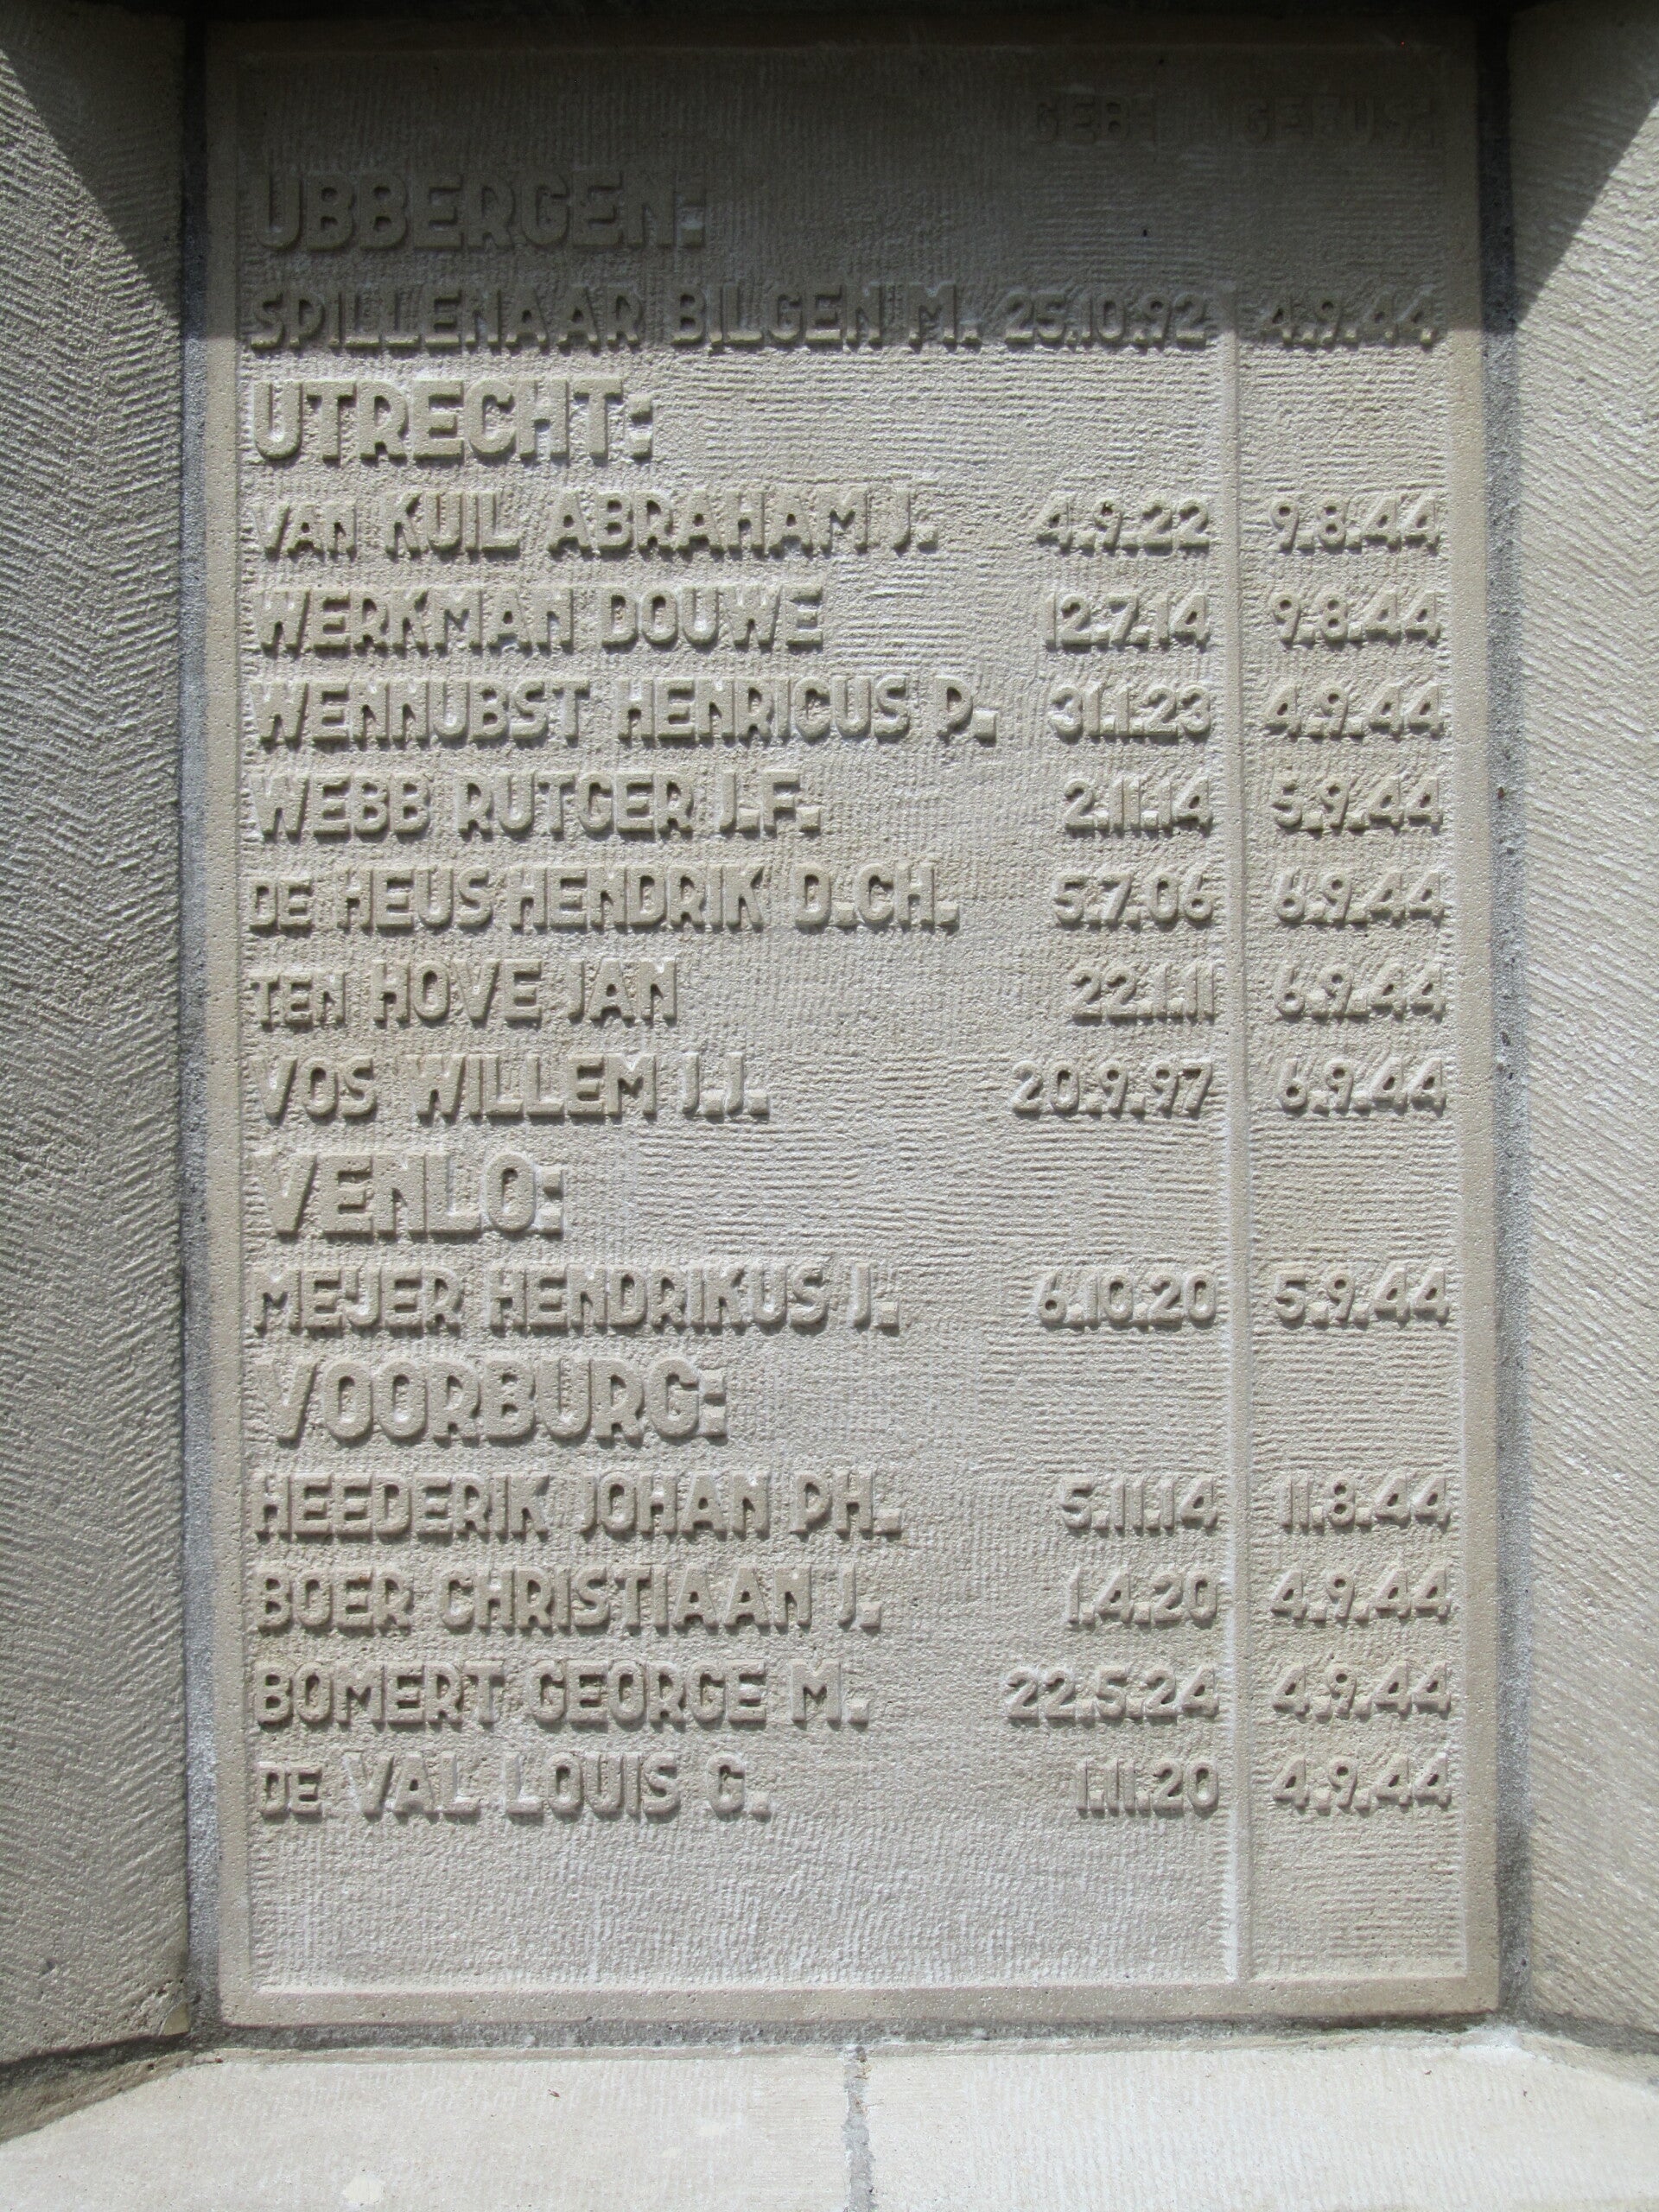 GEB: GEFUS:
UBBERGEN:
SPILLENAAR BILGEN M. 25.10.92 4.9.44
UTRECHT:
VAN KUIL ABRAHAM J. 4.9.22 9.8.44
WERKMAN DOUWE 12.7.14 9.8.44
WENNUBST HENRICUS P. 31.1.23 4.9.44
WEBB RUTGER J.F. 2.11.14 5.9.44
DE HEUS HENDRIK D.CH. 5.7.06 6.9.44
TEN HOVE JAN 22.1.11 6.9.44
VOS WILLEM J.J. 20.9.97 6.9.44
VENLO:
MEIJER HENDRIKUS J. 6.10.20 5.9.44
VOORBURG:
HEEDERIK JOHAN PH. 5.11.14 11.8.44
BOER CHRISTIAAN J. 1.4.20 4.9.44
BOMERT GEORGE M. 22.5.24 4.9.44
DE VAL LOUIS G. 1.11.20 4.9.44